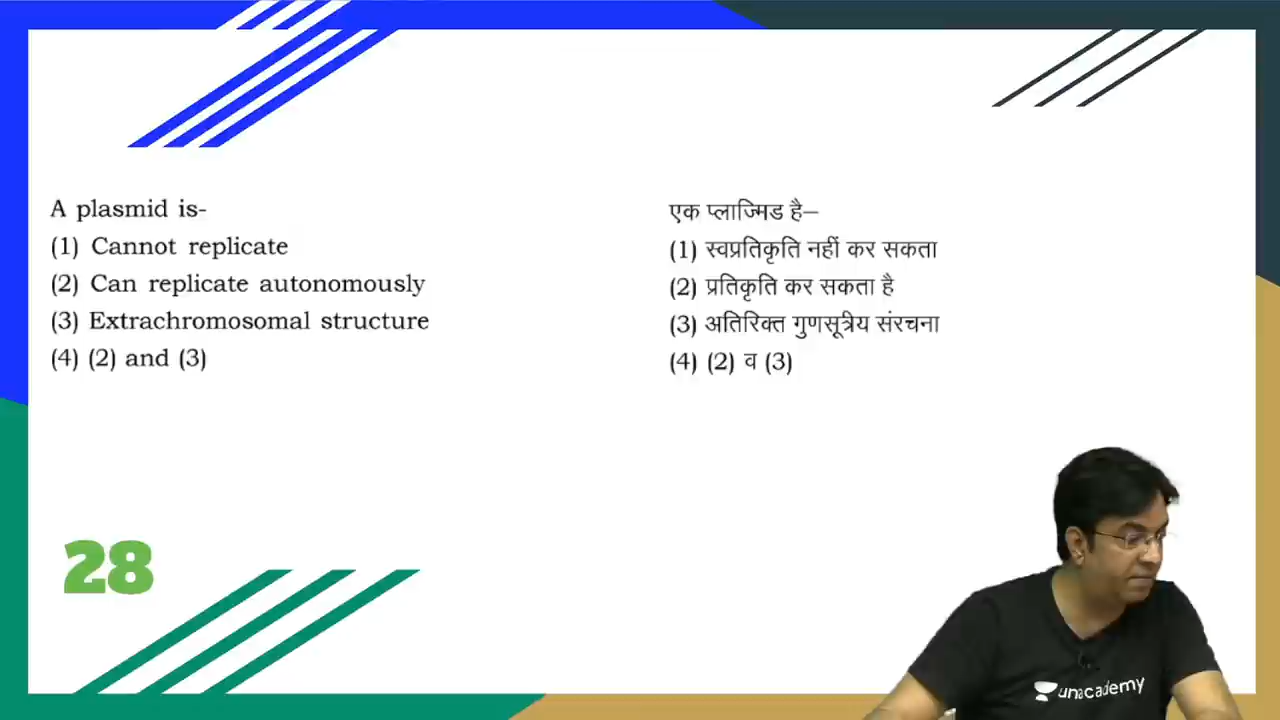 A plasmid is-
(1) Cannot replicate
(2) Can replicate autonomously
(3) Extrachromosomal structure
(4) (2) and (3)
एक प्लाज्मिड है–
(1) स्वप्रतिकृति नहीं कर सकता
(2) प्रतिकृति कर सकता है
(3) अतिरिक्त गुणसूत्रीय संरचना
(4) (2) व (3)
28
unacademy